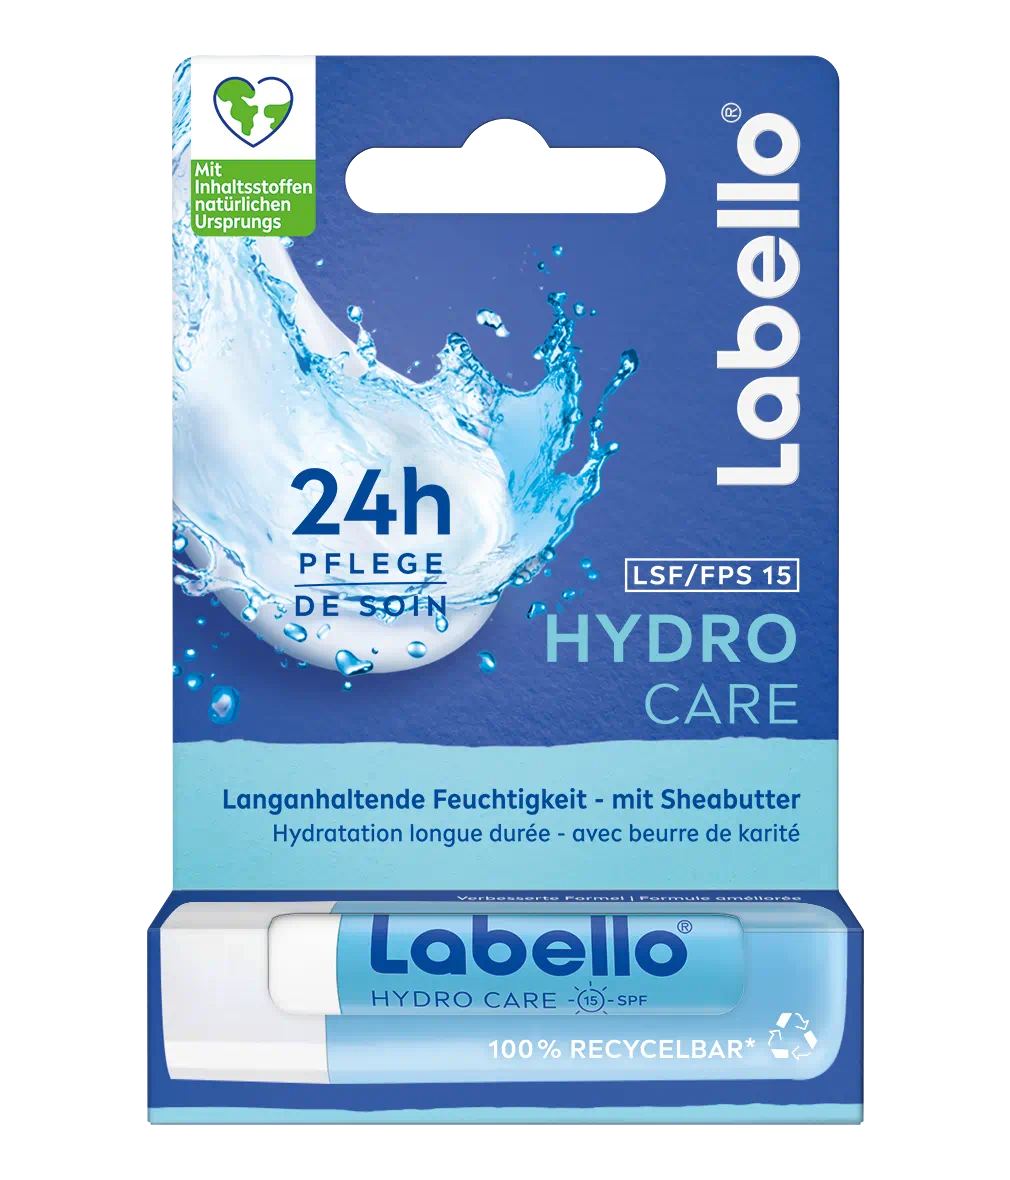 Mit
Inhaltsstoffen
natürlichen
Ursprungs
Labello®
24h
PFLEGE
DE SOIN
LSF/FPS 15
HYDRO
CARE
Langanhaltende Feuchtigkeit - mit Sheabutter
Hydratation longue durée - avec beurre de karité
Verbesserte Formel | Formule améliorée
Labello®
HYDRO CARE -15-SPF
100% RECYCELBAR*